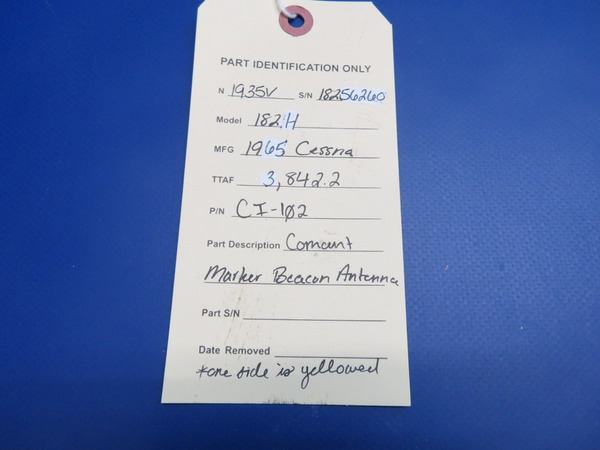 PART IDENTIFICATION ONLY
N 1935V S/N 18256260
Model 182H
MFG 1965 Cessna
TTAF 3,842.2
P/N CI-102
Part Description Comant
Marker Beacon Antenna
Part S/N
Date Removed
*one side is yellowed